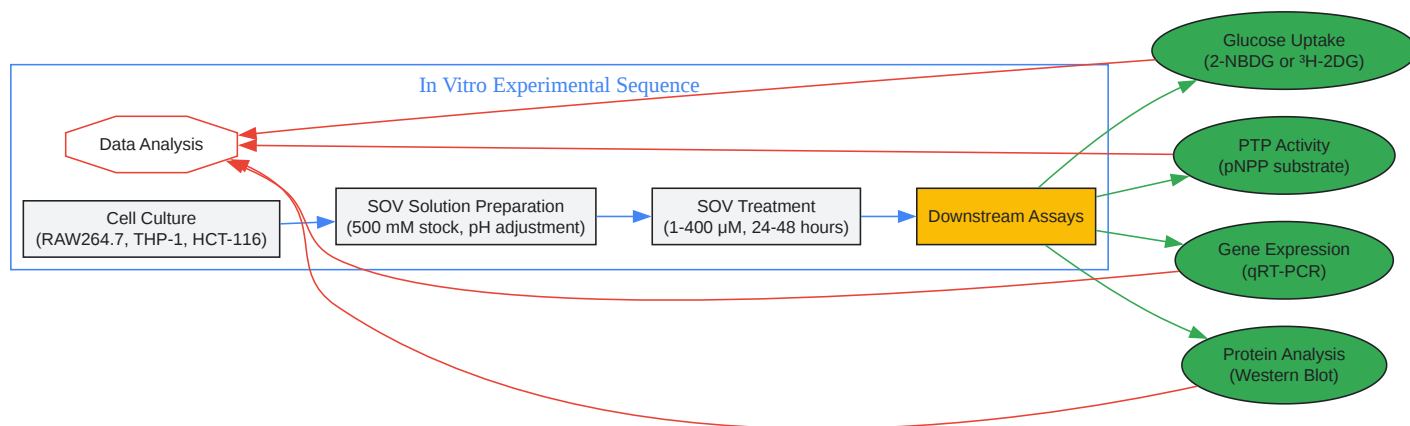 In Vitro Experimental Sequence
Data Analysis
Cell Culture
(RAW264.7, THP-1, HCT-116)
SOV Solution Preparation
(500 mM stock, pH adjustment)
SOV Treatment
(1-400 μM, 24-48 hours)
Downstream Assays
Glucose Uptake
(2-NBDG or ³H-2DG)
PTP Activity
(pNPP substrate)
Gene Expression
(qRT-PCR)
Protein Analysis
(Western Blot)